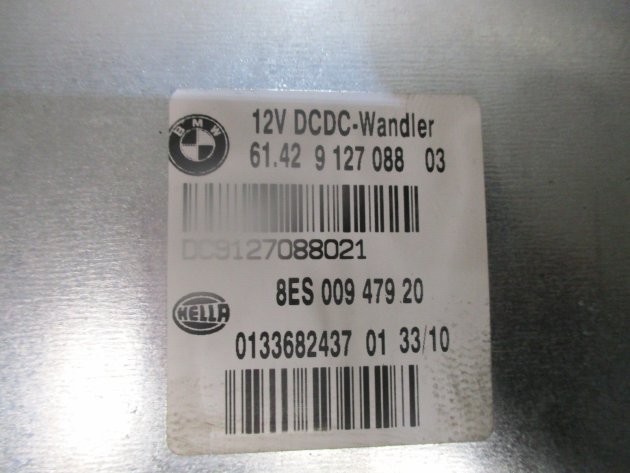 BMW
12V DCDC-Wandler
61.42 9 127 088 03
DC9127088021
8ES 009 479 20
HELLA
0133682437 01 33/10